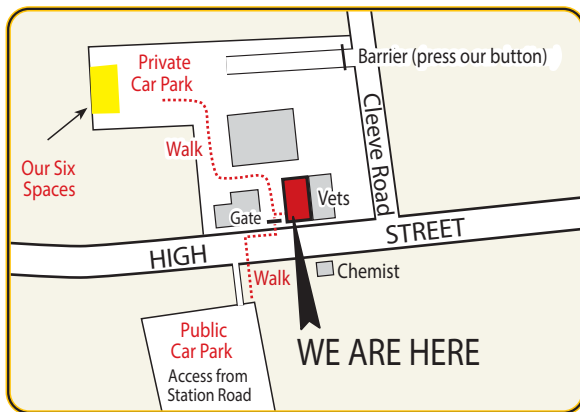 Private
Car Park
Barrier (press our button)
Cleeve Road
Our Six
Spaces
Walk
Vets
Gate
HIGH STREET
Walk
Chemist
WE ARE HERE
Public
Car Park
Access from
Station Road